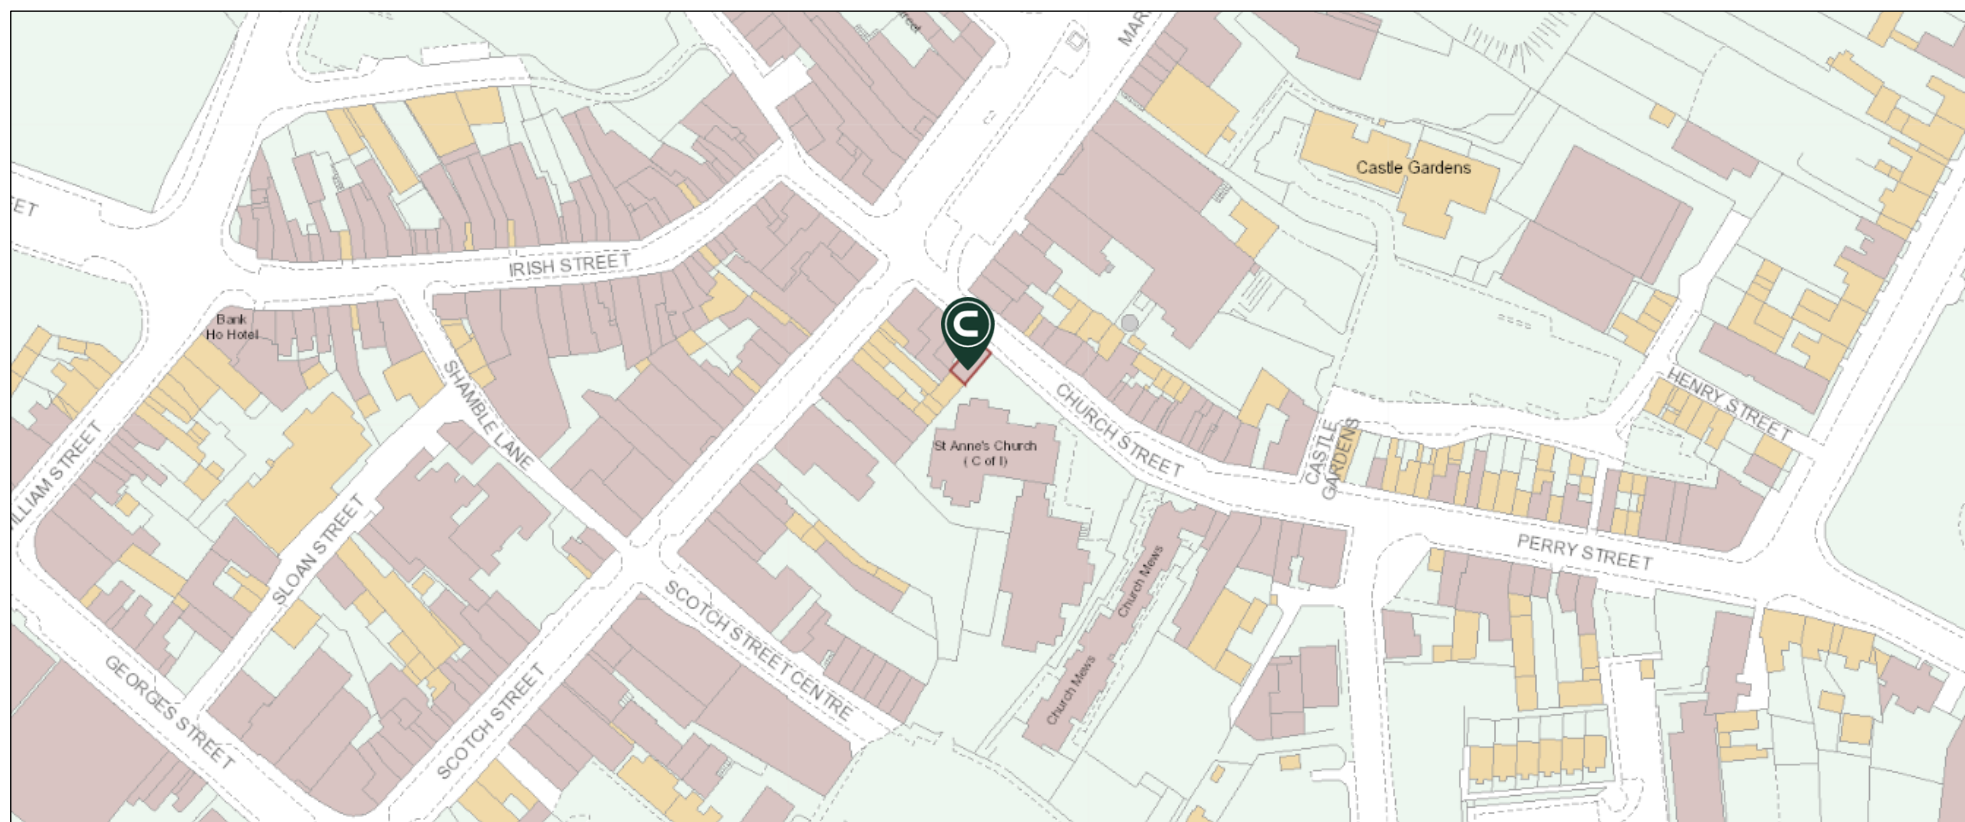 Castle Gardens
IRISH STREET
Bank
Ho Hotel
C
SHAMBLE LANE
CHURCH STREET
HENRY STREET
St Anne's Church
( C of I)
CASTLE
GARDENS
SLOAN STREET
PERRY STREET
Church Mews
Church Mews
SCOTCH STREET CENTRE
GEORGES STREET
SCOTCH STREET